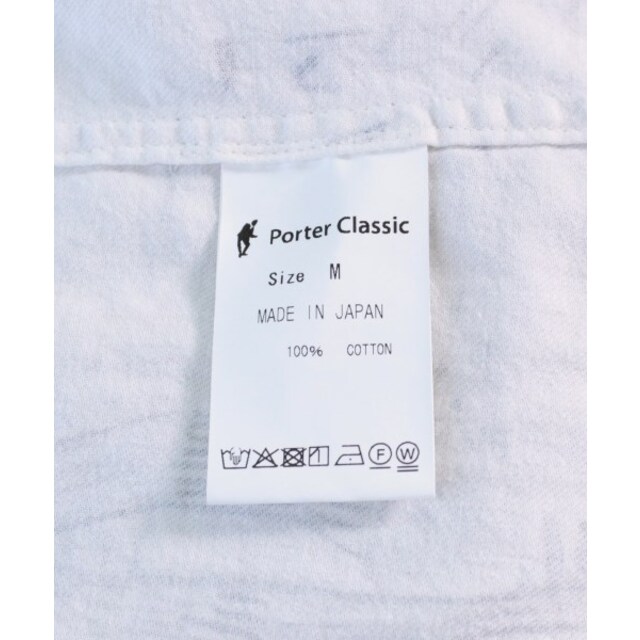 Porter Classic
Size M
MADE IN JAPAN
100% COTTON
F W